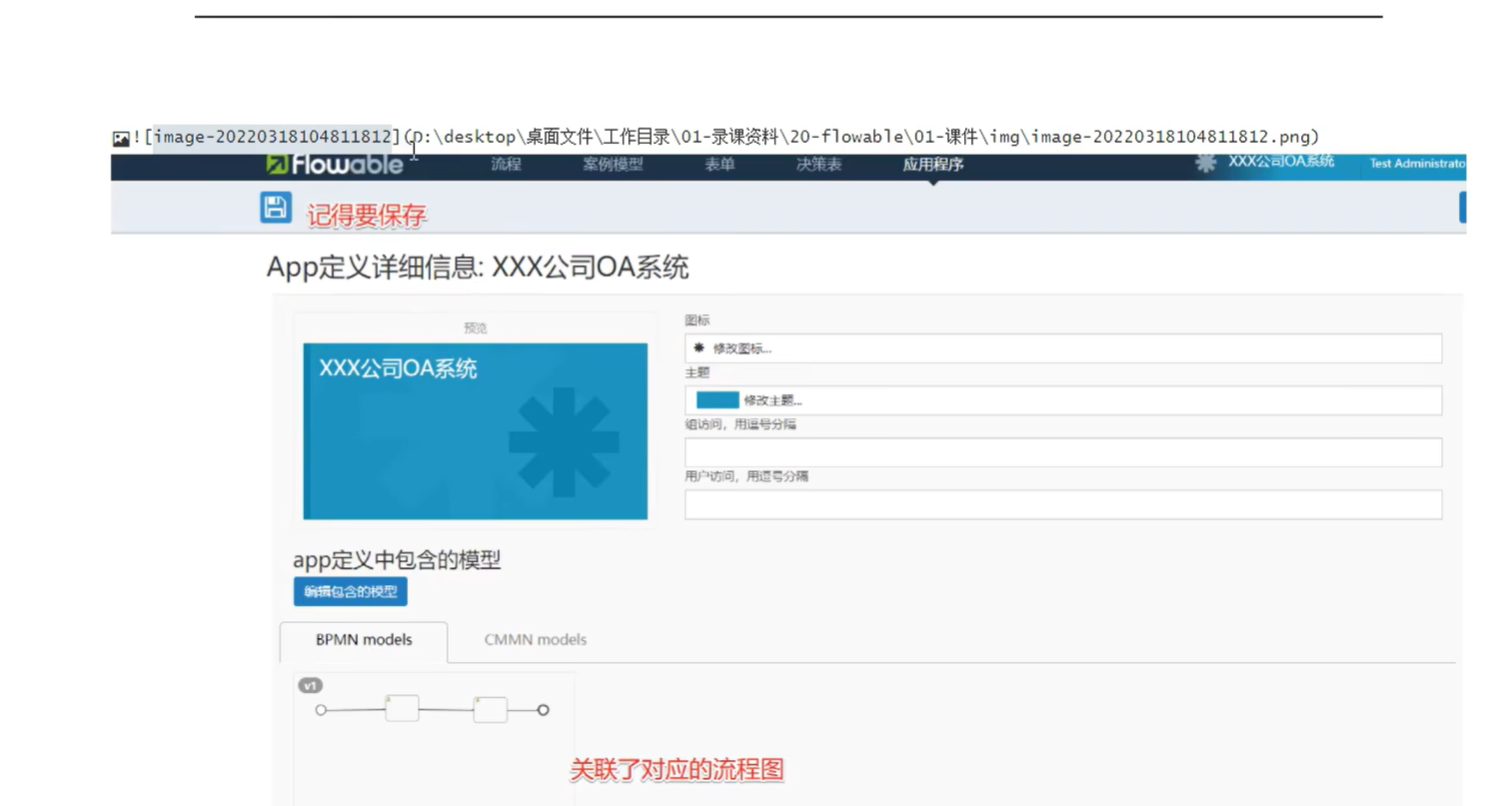 ![image-20220318104811812](D:\desktop\桌面文件\工作目录\01-录课资料\20-flowable\01-课件\img\image-20220318104811812.png)
Flowable 流程 案例模型 表单 决策表 应用程序 XXX公司OA系统 Test Administrato
记得要保存
App定义详细信息: XXX公司OA系统
预览
XXX公司OA系统
图标
修改图标...
主题
修改主题...
组访问，用逗号分隔
用户访问，用逗号分隔
app定义中包含的模型
编辑包含的模型
BPMN models CMMN models
v1
关联了对应的流程图